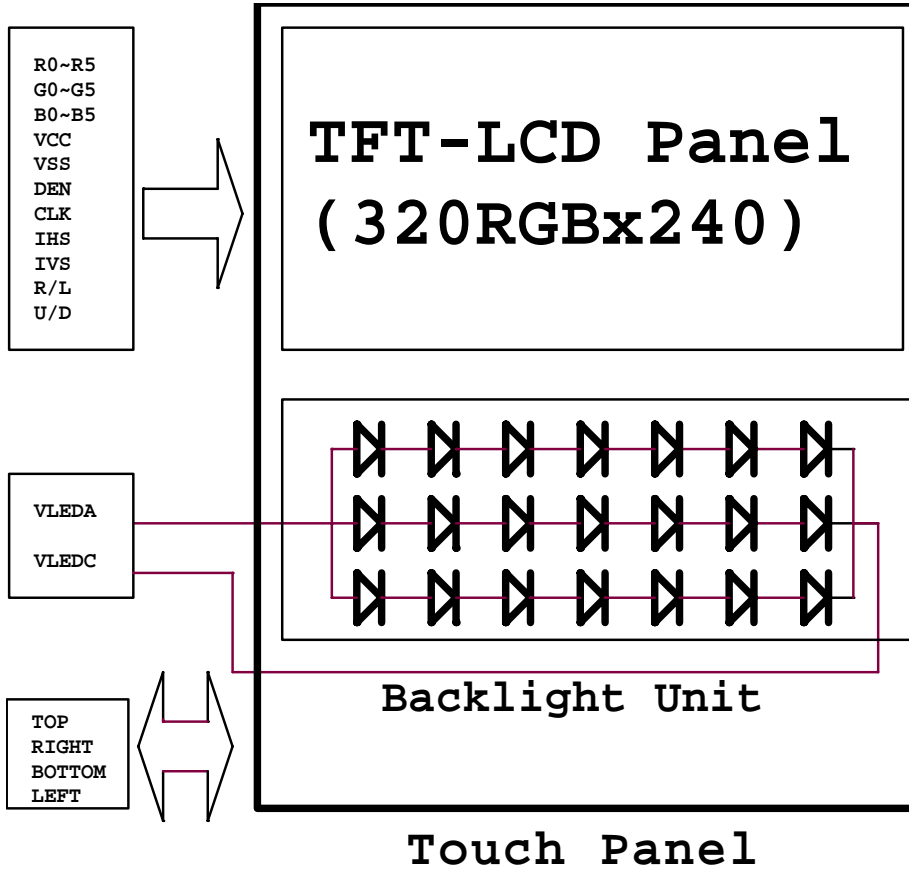 R0~R5
G0~G5
B0~B5
VCC
VSS
DEN
CLK
IHS
IVS
R/L
U/D
TFT-LCD Panel
(320RGBx240)
VLEDA
VLEDC
Backlight Unit
TOP
RIGHT
BOTTOM
LEFT
Touch Panel